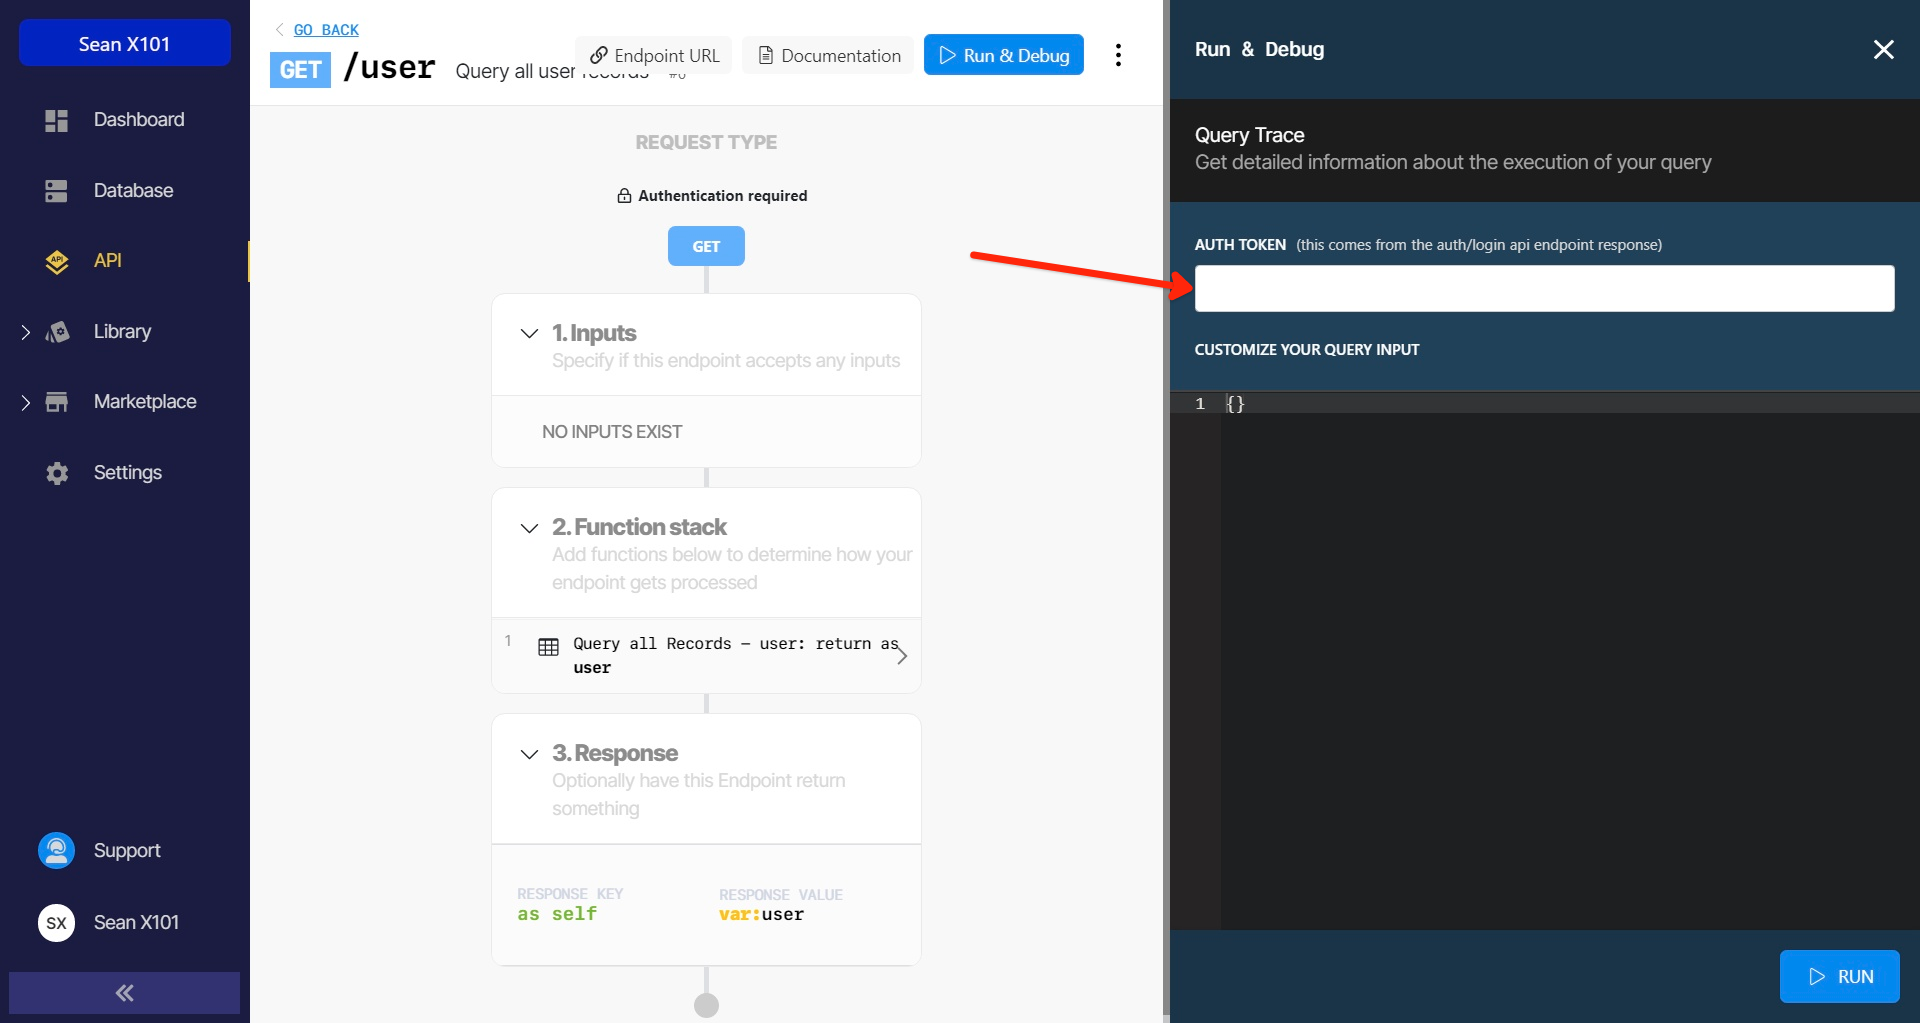 Sean X101
Dashboard
Database
API
API
Library
Marketplace
Settings
Support
SX
Sean X101
GO BACK
GET /user Query all user records #6
Endpoint URL
Documentation
Run & Debug
REQUEST TYPE
Authentication required
GET
1. Inputs
Specify if this endpoint accepts any inputs
NO INPUTS EXIST
2. Function stack
Add functions below to determine how your
endpoint gets processed
1
Query all Records – user: return as
user
3. Response
Optionally have this Endpoint return
something
RESPONSE KEY
as self
RESPONSE VALUE
var:user
Run & Debug
Query Trace
Get detailed information about the execution of your query
AUTH TOKEN (this comes from the auth/login api endpoint response)
CUSTOMIZE YOUR QUERY INPUT
1 {}
RUN